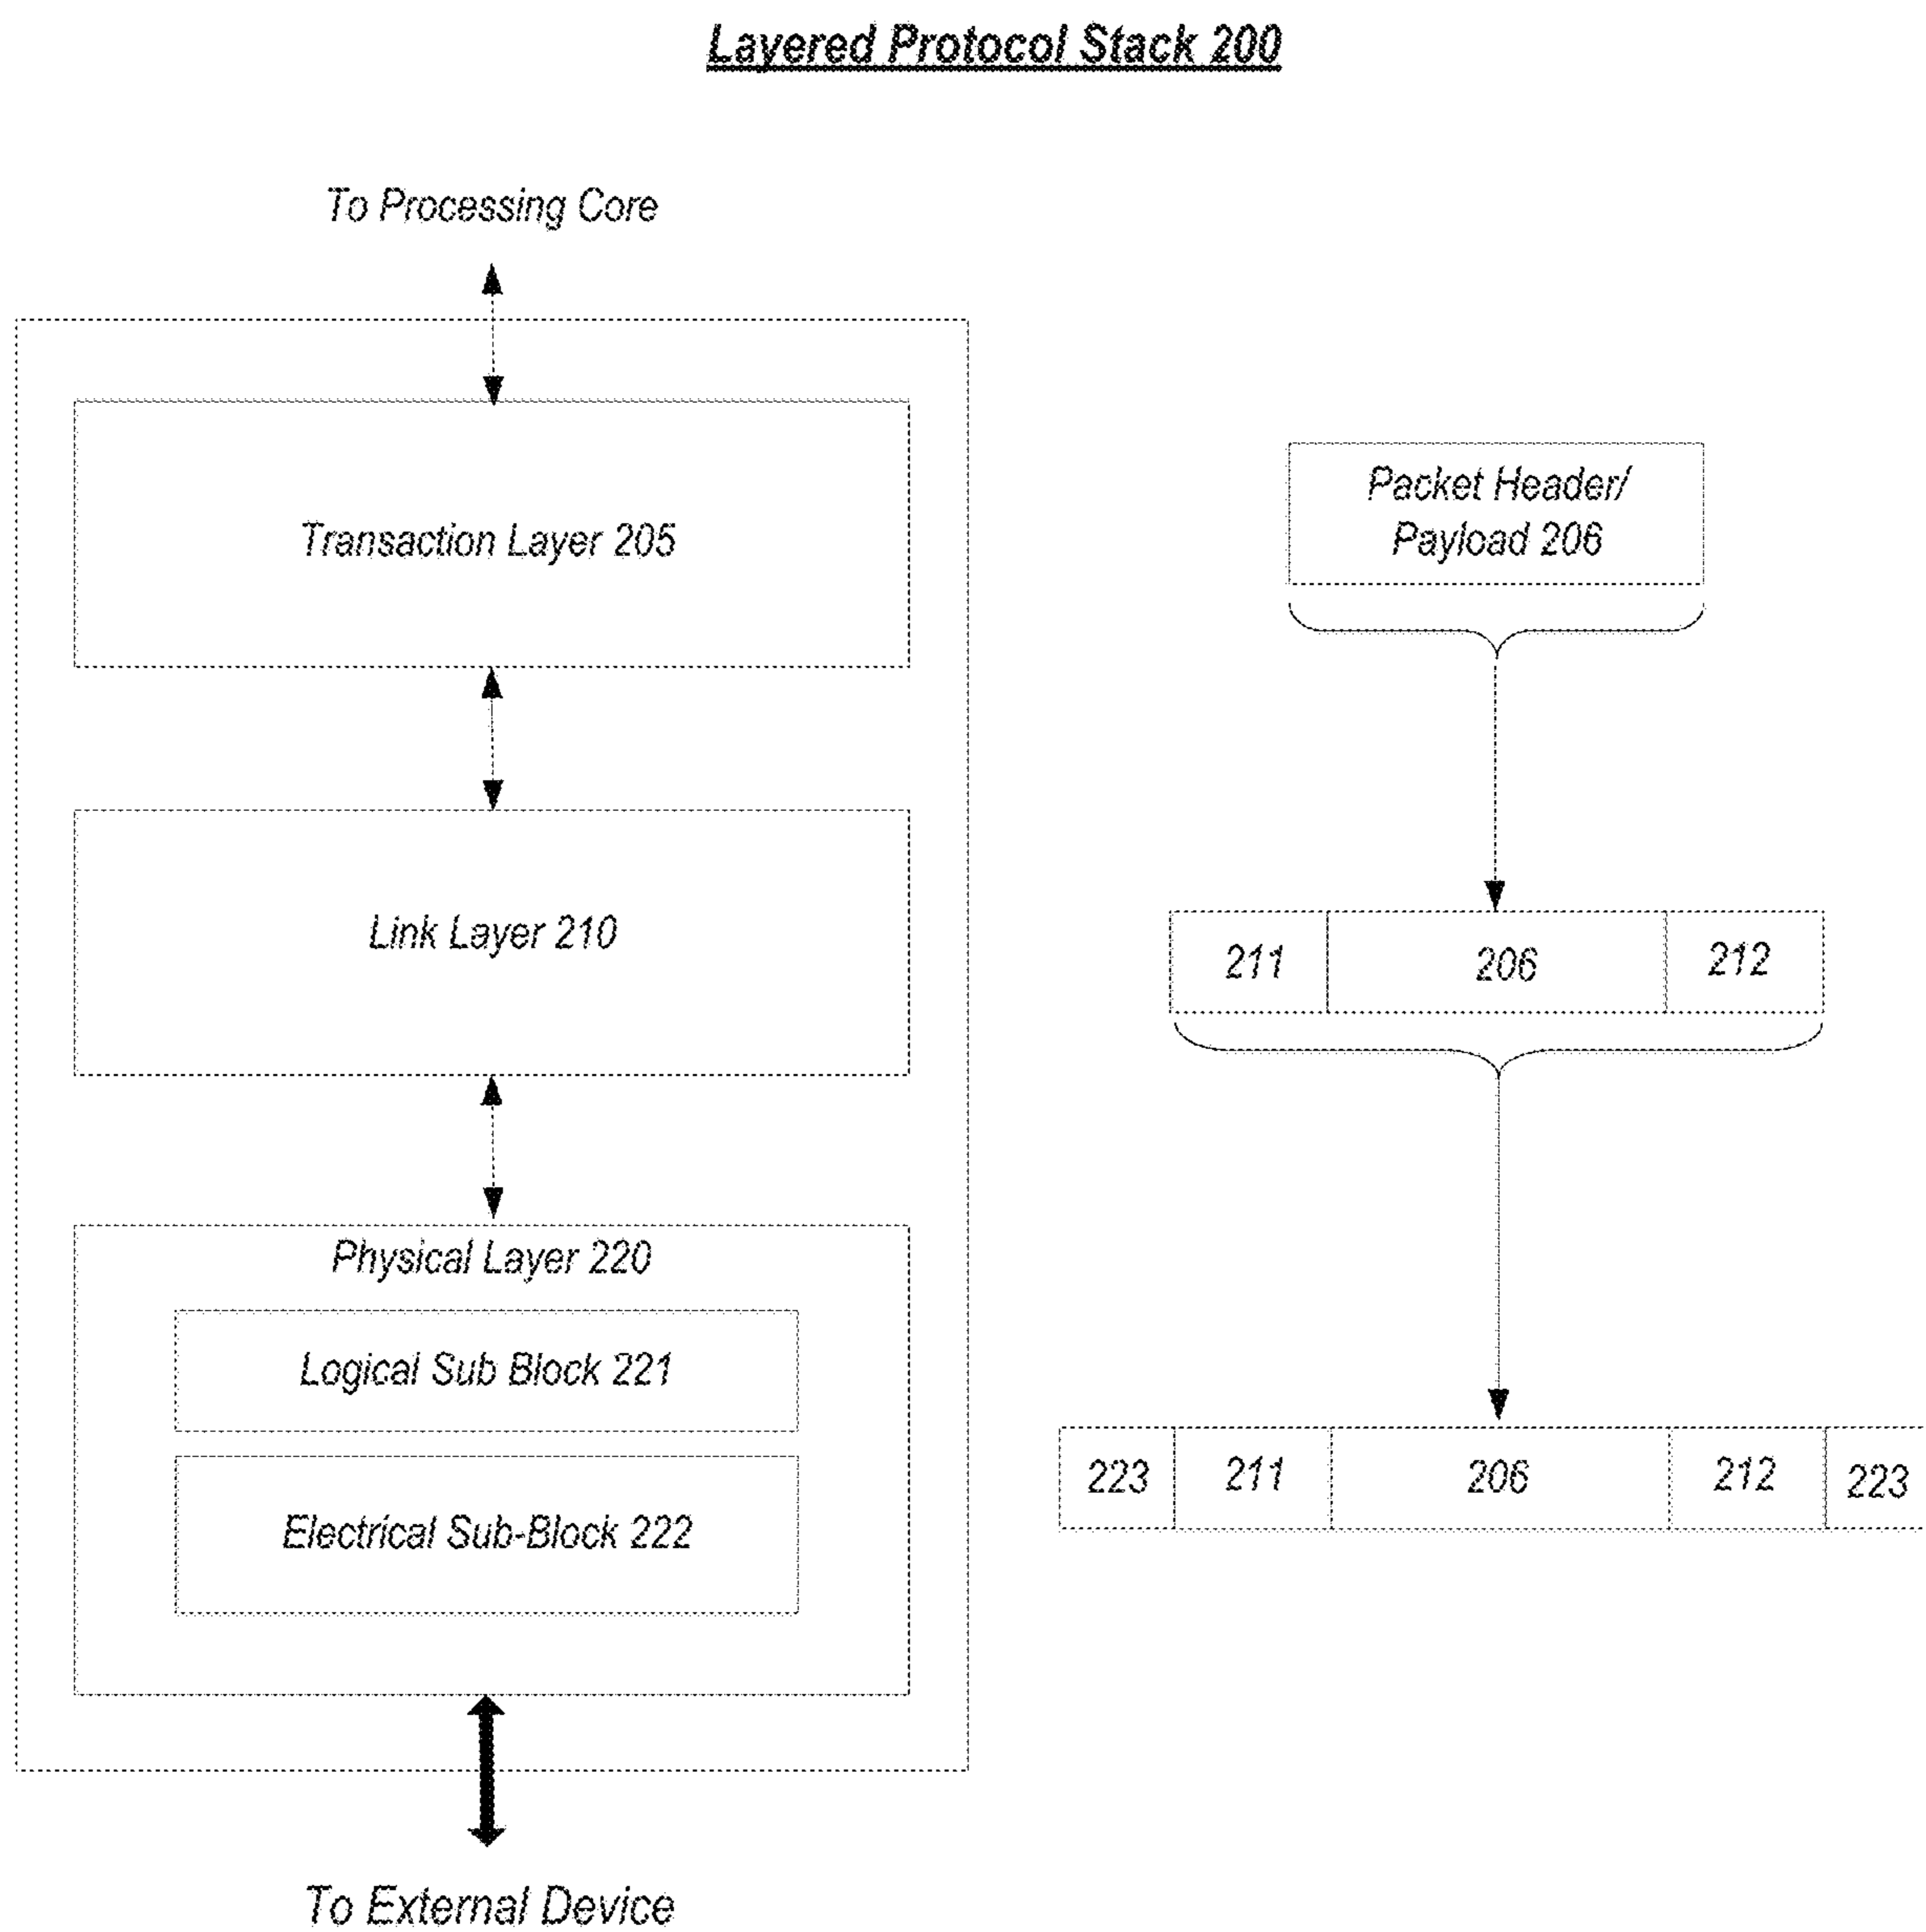 Layered Protocol Stack 200
To Processing Core
Transaction Layer 205
Packet Header/
Payload 206
Link Layer 210
211 206 212
Physical Layer 220
Logical Sub Block 221
Electrical Sub-Block 222
223 211 206 212 223
To External Device